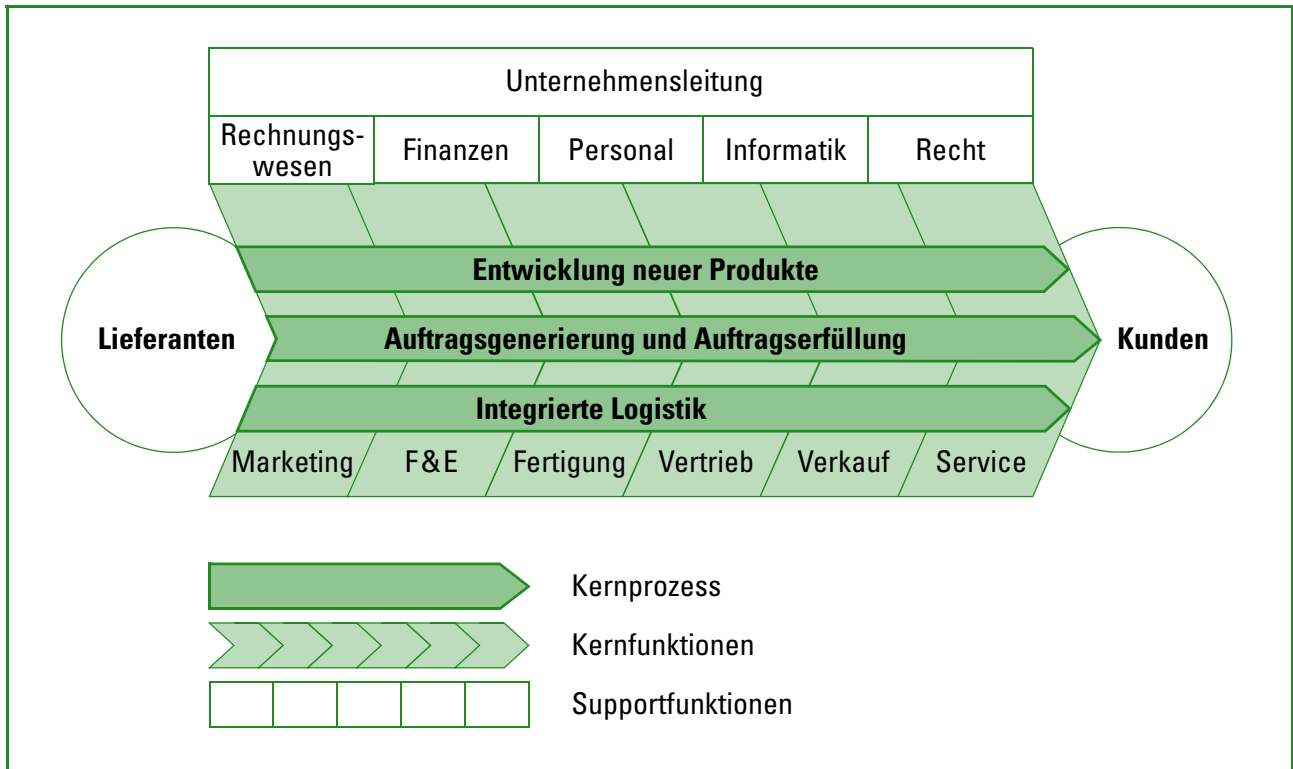 Unternehmensleitung
Rechnungs-
wesen
Finanzen
Personal
Informatik
Recht
Entwicklung neuer Produkte
Lieferanten
Auftragsgenerierung und Auftragserfüllung
Kunden
Integrierte Logistik
Marketing
F&E
Fertigung
Vertrieb
Verkauf
Service
Kernprozess
Kernfunktionen
Supportfunktionen